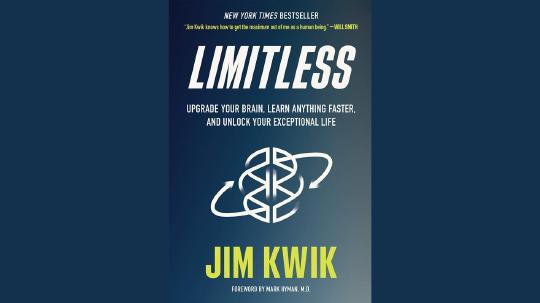 NEW YORK TIMES BESTSELLER
"Jim Kwik knows how to get the maximum out of me as a human being." —WILL SMITH
LIMITLESS
UPGRADE YOUR BRAIN, LEARN ANYTHING FASTER,
AND UNLOCK YOUR EXCEPTIONAL LIFE
JIM KWIK
FOREWORD BY MARK HYMAN, M.D.